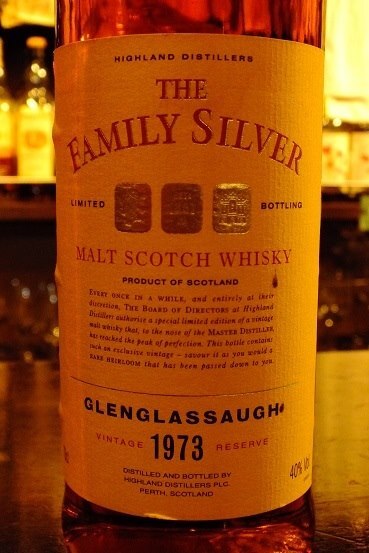 HIGHLAND DISTILLERS
THE
FAMILY SILVER
LIMITED BOTTLING
MALT SCOTCH WHISKY
PRODUCT OF SCOTLAND
EVERY ONCE IN A WHILE, and entirely at their
discretion, THE BOARD OF DIRECTORS at Highland
Distillers authorise a special limited edition of a vintage
malt whisky that, to the nose of the MASTER DISTILLER,
has reached the peak of perfection. This bottle contains
such an exclusive vintage – savour it as you would a
RARE HEIRLOOM that has been passed down to you.
GLENGLASSAUGH
VINTAGE 1973 RESERVE
DISTILLED AND BOTTLED BY
HIGHLAND DISTILLERS PLC.
PERTH, SCOTLAND
40% Vol